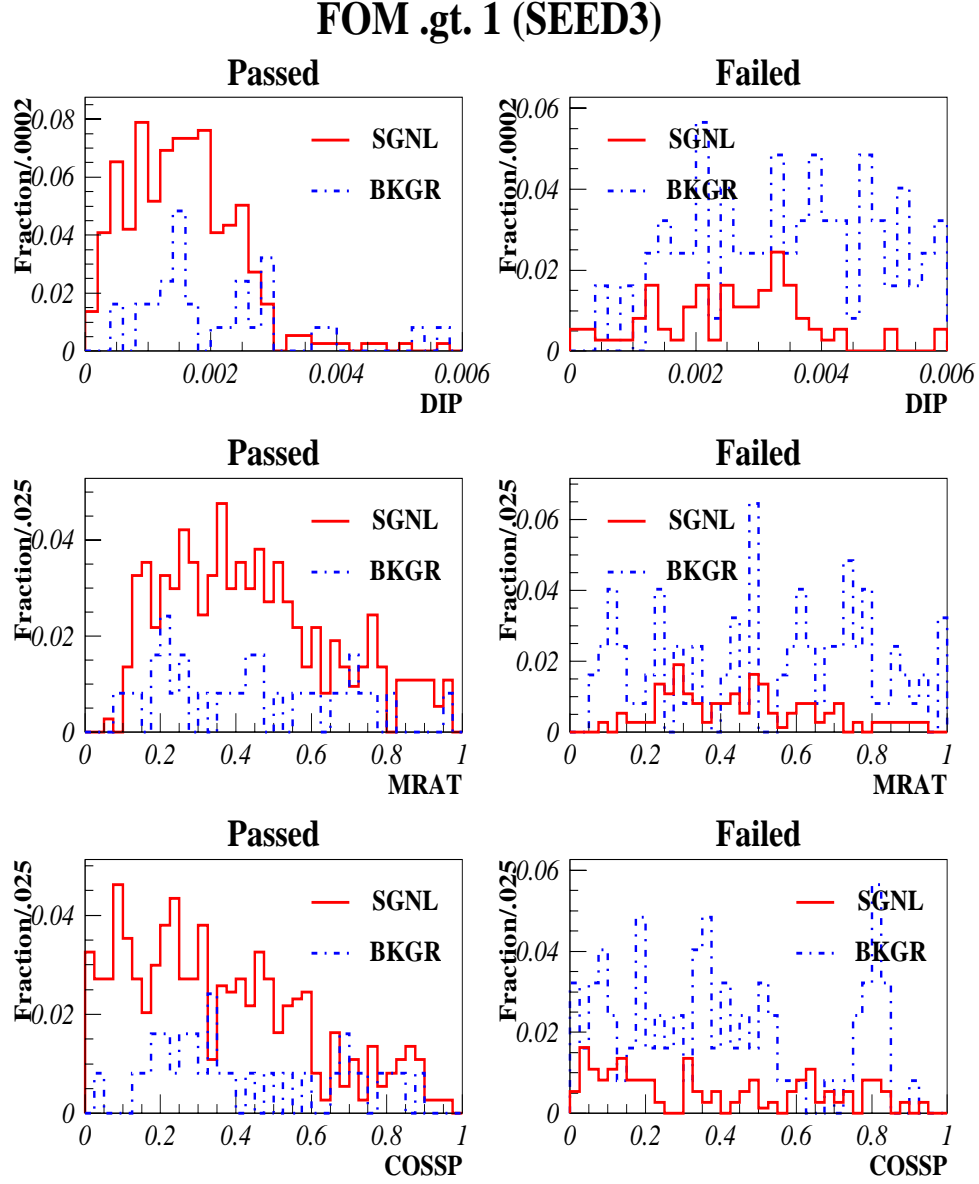 FOM .gt. 1 (SEED3)
Passed
Fraction/.0002
0.08
0.06
0.04
0.02
0
SGNL
BKGR
0 0.002 0.004 0.006
DIP
Failed
Fraction/.0002
0.06
0.04
0.02
0
SGNL
BKGR
0 0.002 0.004 0.006
DIP
Passed
Fraction/.025
0.04
0.02
0
SGNL
BKGR
0 0.2 0.4 0.6 0.8 1
MRAT
Failed
Fraction/.025
0.06
0.04
0.02
0
SGNL
BKGR
0 0.2 0.4 0.6 0.8 1
MRAT
Passed
Fraction/.025
0.04
0.02
0
SGNL
BKGR
0 0.2 0.4 0.6 0.8 1
COSSP
Failed
Fraction/.025
0.06
0.04
0.02
0
SGNL
BKGR
0 0.2 0.4 0.6 0.8 1
COSSP